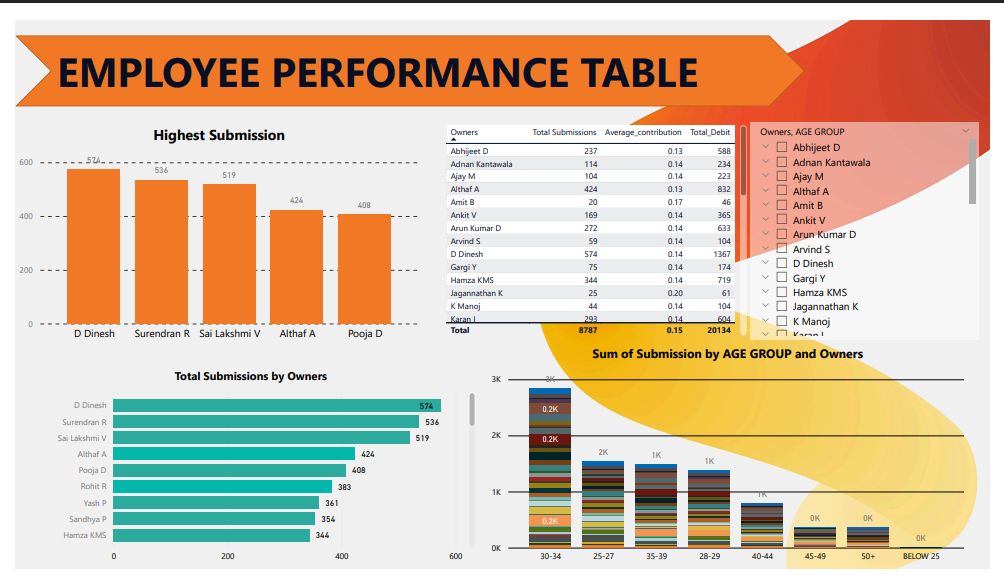 EMPLOYEE PERFORMANCE TABLE
Highest Submission
600
400
200
0
574
536
519
424
408
D Dinesh Surendran R Sai Lakshmi V Althaf A Pooja D
Owners Total Submissions Average_contribution Total_Debit
Abhijeet D 237 0.13 588
Adnan Kantawala 114 0.14 234
Ajay M 104 0.14 223
Althaf A 424 0.13 832
Amit B 20 0.17 46
Ankit V 169 0.14 365
Arun Kumar D 272 0.14 633
Arvind S 59 0.14 104
D Dinesh 574 0.14 1367
Gargi Y 75 0.14 174
Hamza KMS 344 0.14 719
Jagannathan K 25 0.20 61
K Manoj 44 0.14 104
Karan I 293 0.14 604
Total 8787 0.15 20134
Owners, AGE GROUP
Abhijeet D
Adnan Kantawala
Ajay M
Althaf A
Amit B
Ankit V
Arun Kumar D
Arvind S
D Dinesh
Gargi Y
Hamza KMS
Jagannathan K
K Manoj
Karan I
Total Submissions by Owners
D Dinesh 574
Surendran R 536
Sai Lakshmi V 519
Althaf A 424
Pooja D 408
Rohit R 383
Yash P 361
Sandhya P 354
Hamza KMS 344
0 200 400 600
Sum of Submission by AGE GROUP and Owners
3K
2K
1K
0K
3K
0.2K
0.2K
0.2K
2K
1K
1K
1K
0K
0K
0K
30-34 25-27 35-39 28-29 40-44 45-49 50+ BELOW 25